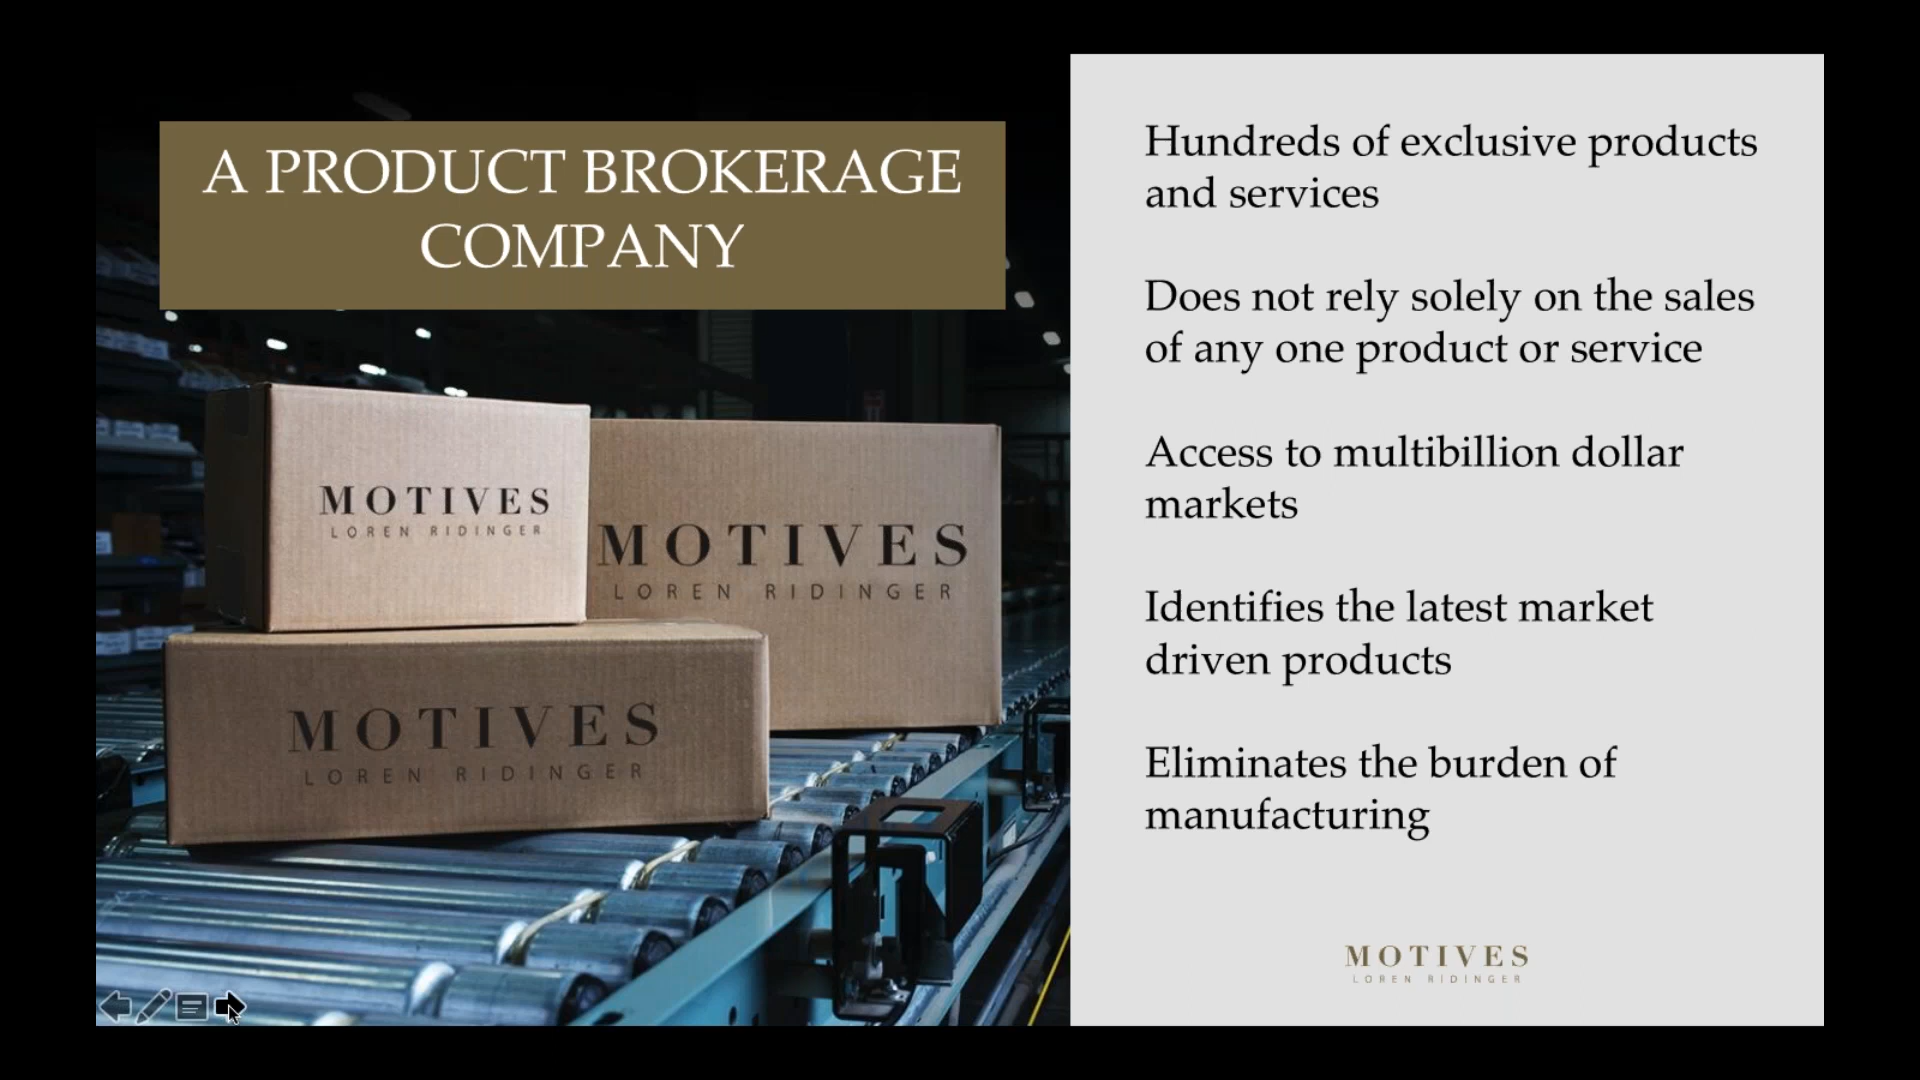 A PRODUCT BROKERAGE
COMPANY
MOTIVES
LOREN RIDINGER
MOTIVES
LOREN RIDINGER
MOTIVES
LOREN RIDINGER
Hundreds of exclusive products
and services
Does not rely solely on the sales
of any one product or service
Access to multibillion dollar
markets
Identifies the latest market
driven products
Eliminates the burden of
manufacturing
MOTIVES
LOREN RIDINGER